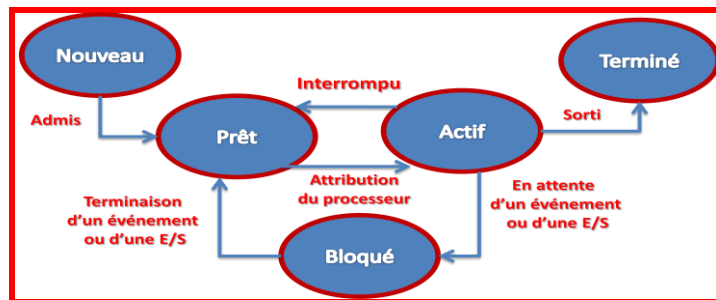 Nouveau
Terminé
Interrompu
Admis
Prêt
Actif
Sorti
Attribution
du processeur
Terminaison
d'un événement
ou d'une E/S
En attente
d'un événement
ou d'une E/S
Bloqué